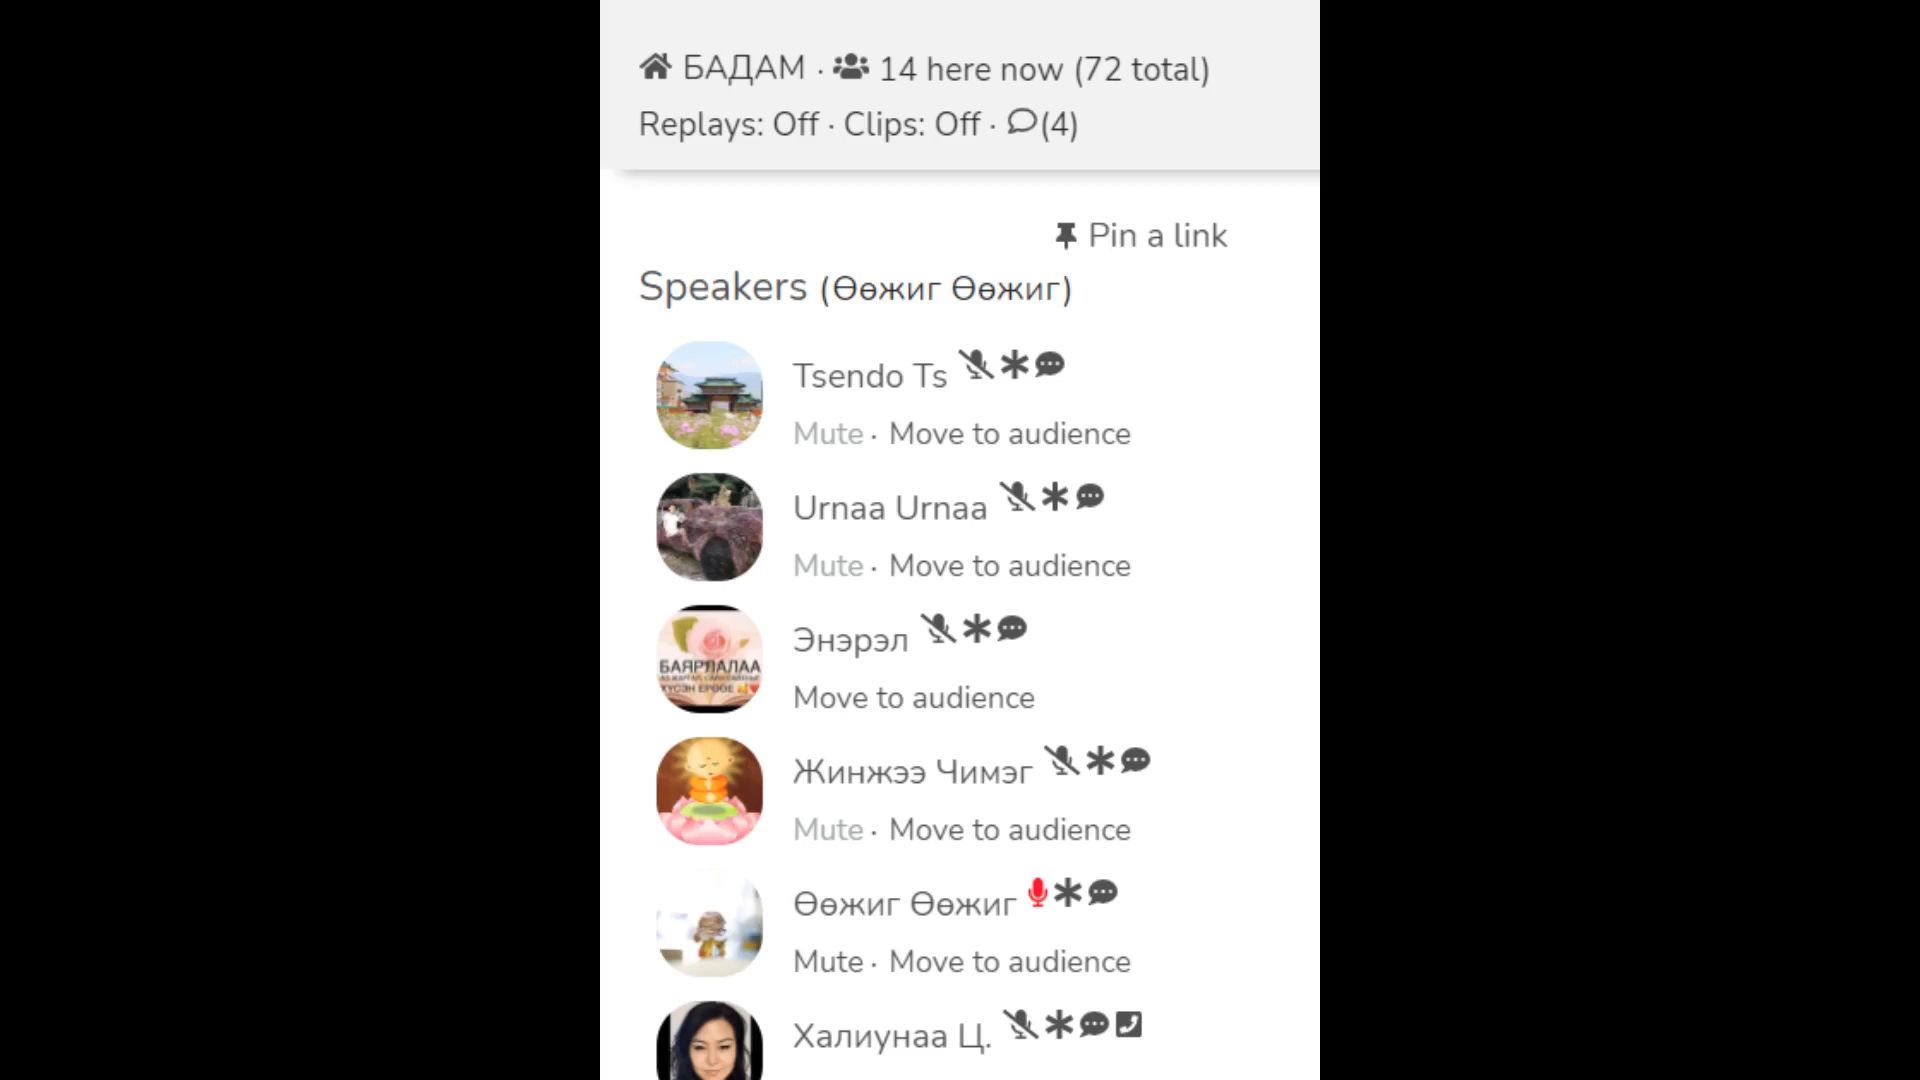 БАДАМ · 14 here now (72 total)
Replays: Off · Clips: Off · (4)
Pin a link
Speakers (Өөжиг Өөжиг)
Tsendo Ts
Mute · Move to audience
Urnaa Urnaa
Mute · Move to audience
Энэрэл
БАЯРЛАЛАА
Move to audience
Жинжээ Чимэг
Mute · Move to audience
Өөжиг Өөжиг
Mute · Move to audience
Халиунаа Ц.